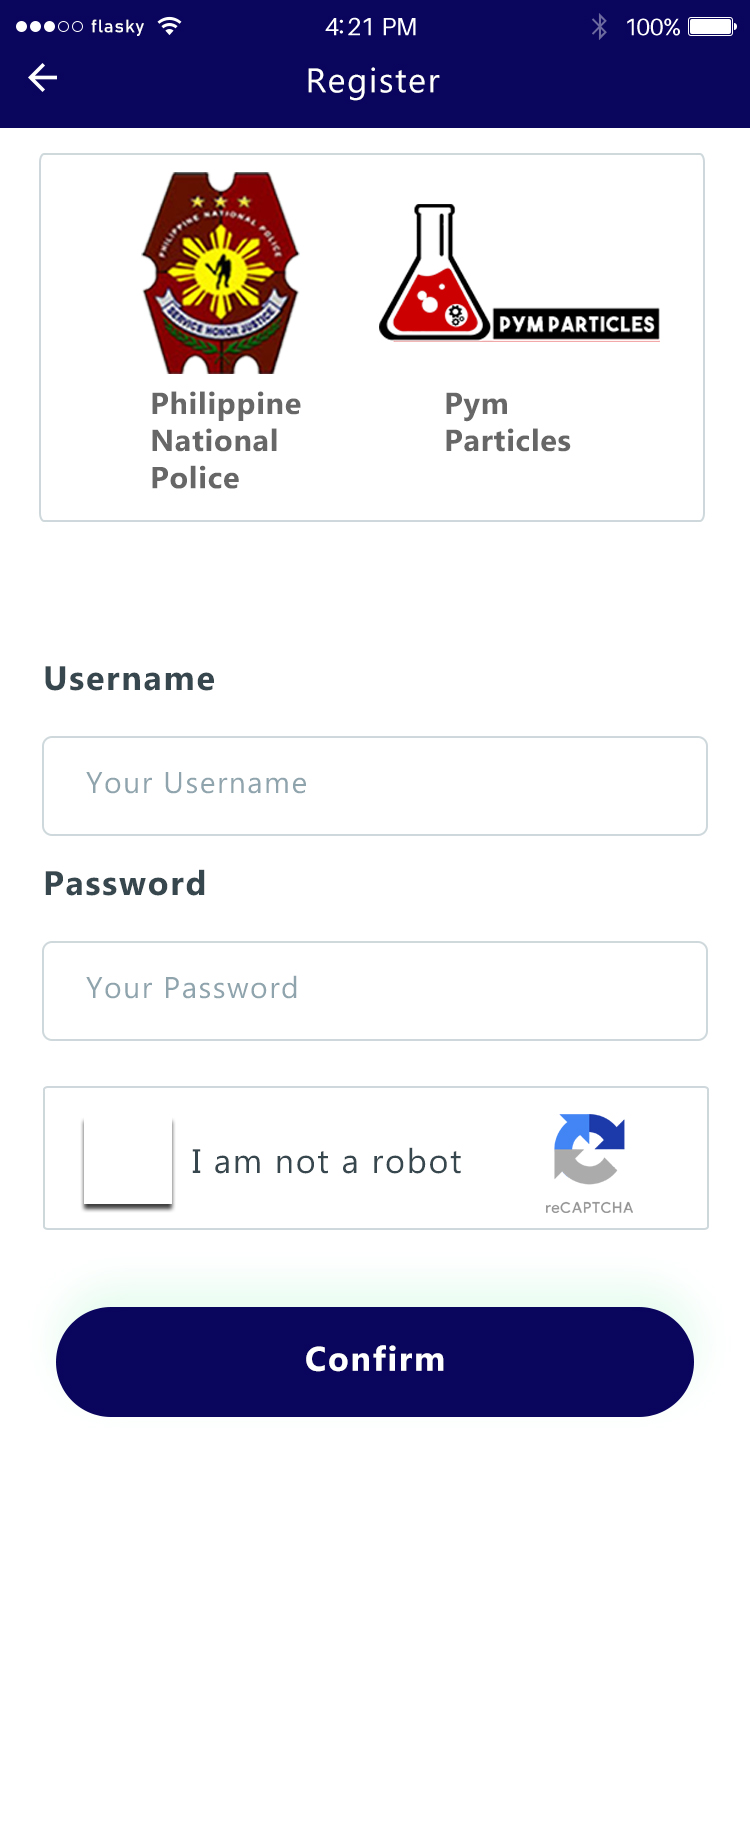 flasky 4:21 PM 100%
Register
PHILIPPINE NATIONAL POLICE
SERVICE HONOR JUSTICE
PYM PARTICLES
Philippine
National
Police
Pym
Particles
Username
Your Username
Password
Your Password
I am not a robot
reCAPTCHA
Confirm